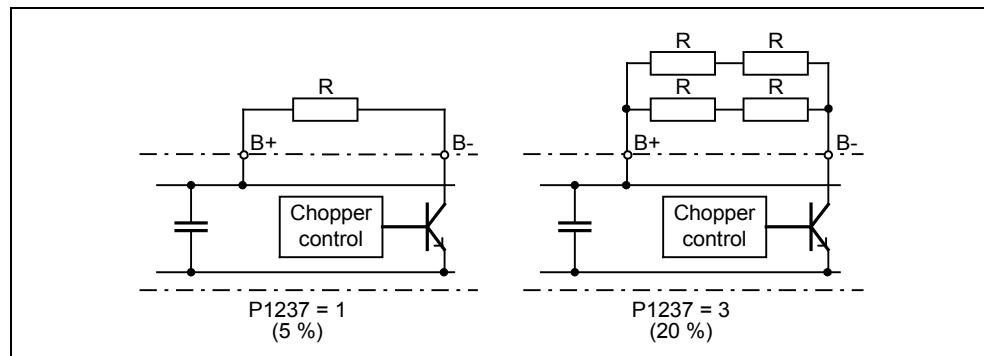 R
B+
B-
Chopper
control
P1237 = 1
(5 %)
R R
R R
B+
B-
Chopper
control
P1237 = 3
(20 %)